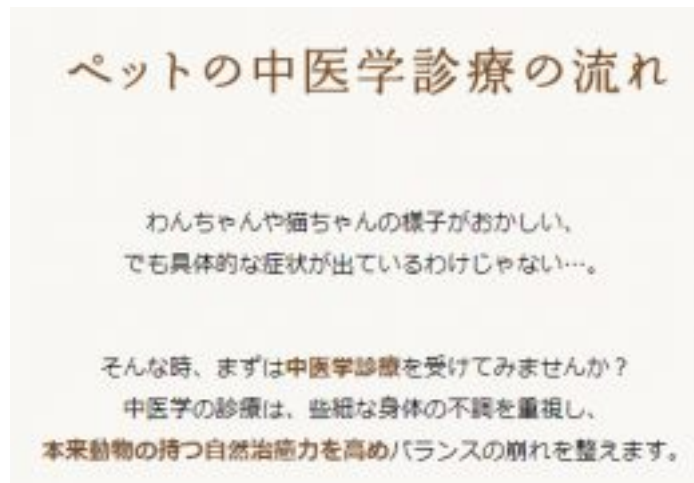 ペットの中医学診療の流れ
わんちゃんや猫ちゃんの様子がおかしい、
でも具体的な症状が出ているわけじゃない…。
そんな時、まずは中医学診療を受けてみませんか？
中医学の診療は、些細な身体の不調を重視し、
本来動物の持つ自然治癒力を高めバランスの崩れを整えます。